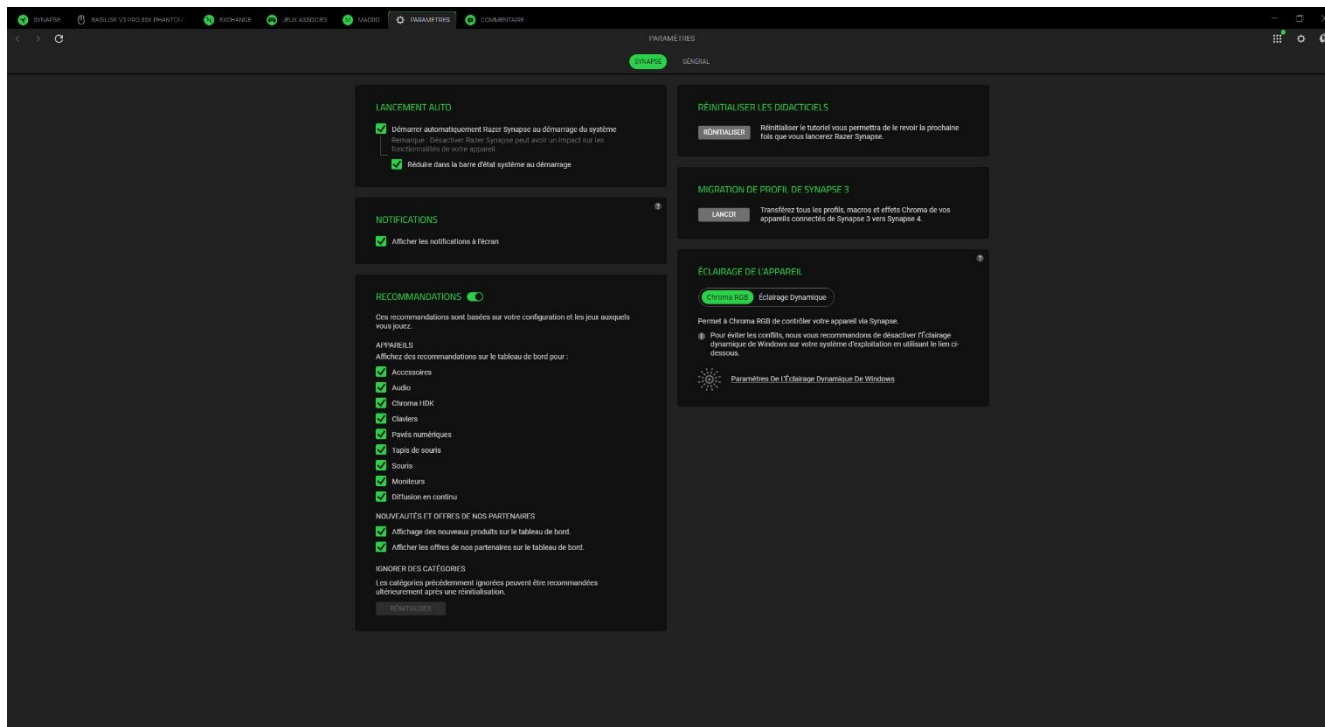 SYNAPSE
BASILISK V3 PRO 35K PHANTOM
EXCHANGE
JEUX ASSOCIÉS
MACRO
PARAMÈTRES
COMMENTAIRE
PARAMÈTRES
SYNAPSE
GÉNÉRAL
LANCEMENT AUTO
Démarrer automatiquement Razer Synapse au démarrage du système
Remarque : Désactiver Razer Synapse peut avoir un impact sur les
fonctionnalités de votre appareil.
Réduire dans la barre d'état système au démarrage
NOTIFICATIONS
Afficher les notifications à l'écran
RECOMMANDATIONS
Ces recommandations sont basées sur votre configuration et les jeux auxquels
vous jouez.
APPAREILS
Affichez des recommandations sur le tableau de bord pour :
Accessoires
Audio
Chroma HDK
Claviers
Pavés numériques
Tapis de souris
Souris
Moniteurs
Diffusion en continu
NOUVEAUTÉS ET OFFRES DE NOS PARTENAIRES
Affichage des nouveaux produits sur le tableau de bord.
Afficher les offres de nos partenaires sur le tableau de bord.
IGNORER DES CATÉGORIES
Les catégories précédemment ignorées peuvent être recommandées
ultérieurement après une réinitialisation.
RÉINITIALISER
RÉINITIALISER LES DIDACTICIELS
RÉINITIALISER
Réinitialiser le tutoriel vous permettra de le revoir la prochaine
fois que vous lancerez Razer Synapse.
MIGRATION DE PROFIL DE SYNAPSE 3
LANCER
Transférez tous les profils, macros et effets Chroma de vos
appareils connectés de Synapse 3 vers Synapse 4.
ÉCLAIRAGE DE L'APPAREIL
Chroma RGB
Éclairage Dynamique
Permet à Chroma RGB de contrôler votre appareil via Synapse.
Pour éviter les conflits, nous vous recommandons de désactiver l'Éclairage
dynamique de Windows sur votre système d'exploitation en utilisant le lien ci-
dessous.
Paramètres De L'Éclairage Dynamique De Windows